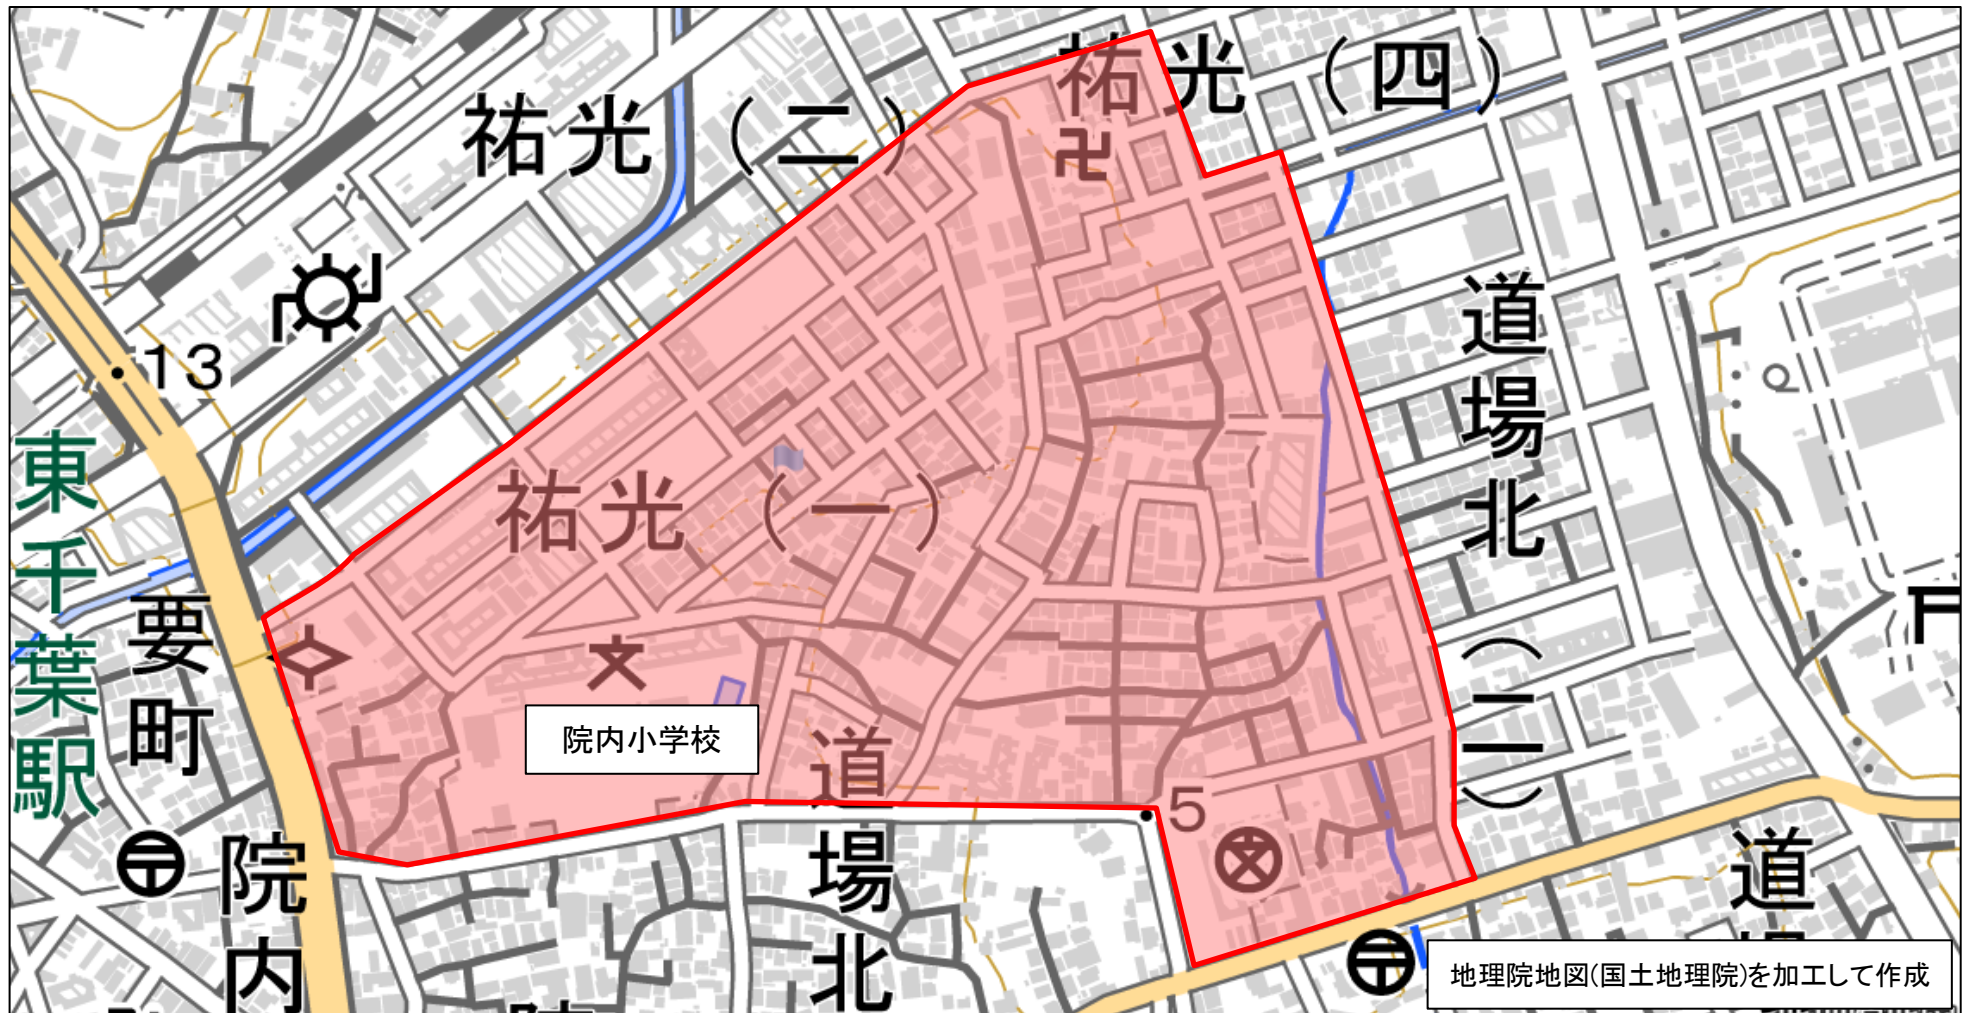 祐光(四)
祐光(二)
13
道場北(二)
東千葉駅
祐光(一)
要町
院内小学校
道場北
5
院内
道
地理院地図(国土地理院)を加工して作成